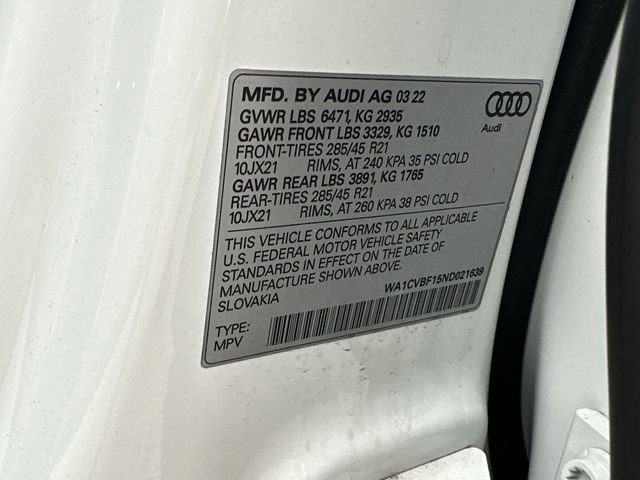 MFD. BY AUDI AG 03 22
GVWR LBS 6471, KG 2935
GAWR FRONT LBS 3329, KG 1510
FRONT-TIRES 285/45 R21
10JX21 RIMS, AT 240 KPA 35 PSI COLD
GAWR REAR LBS 3891, KG 1765
REAR-TIRES 285/45 R21
10JX21 RIMS, AT 260 KPA 38 PSI COLD
Audi
THIS VEHICLE CONFORMS TO ALL APPLICABLE
U.S. FEDERAL MOTOR VEHICLE SAFETY
STANDARDS IN EFFECT ON THE DATE OF
MANUFACTURE SHOWN ABOVE.
SLOVAKIA
WA1CVBF15ND021639
TYPE:
MPV